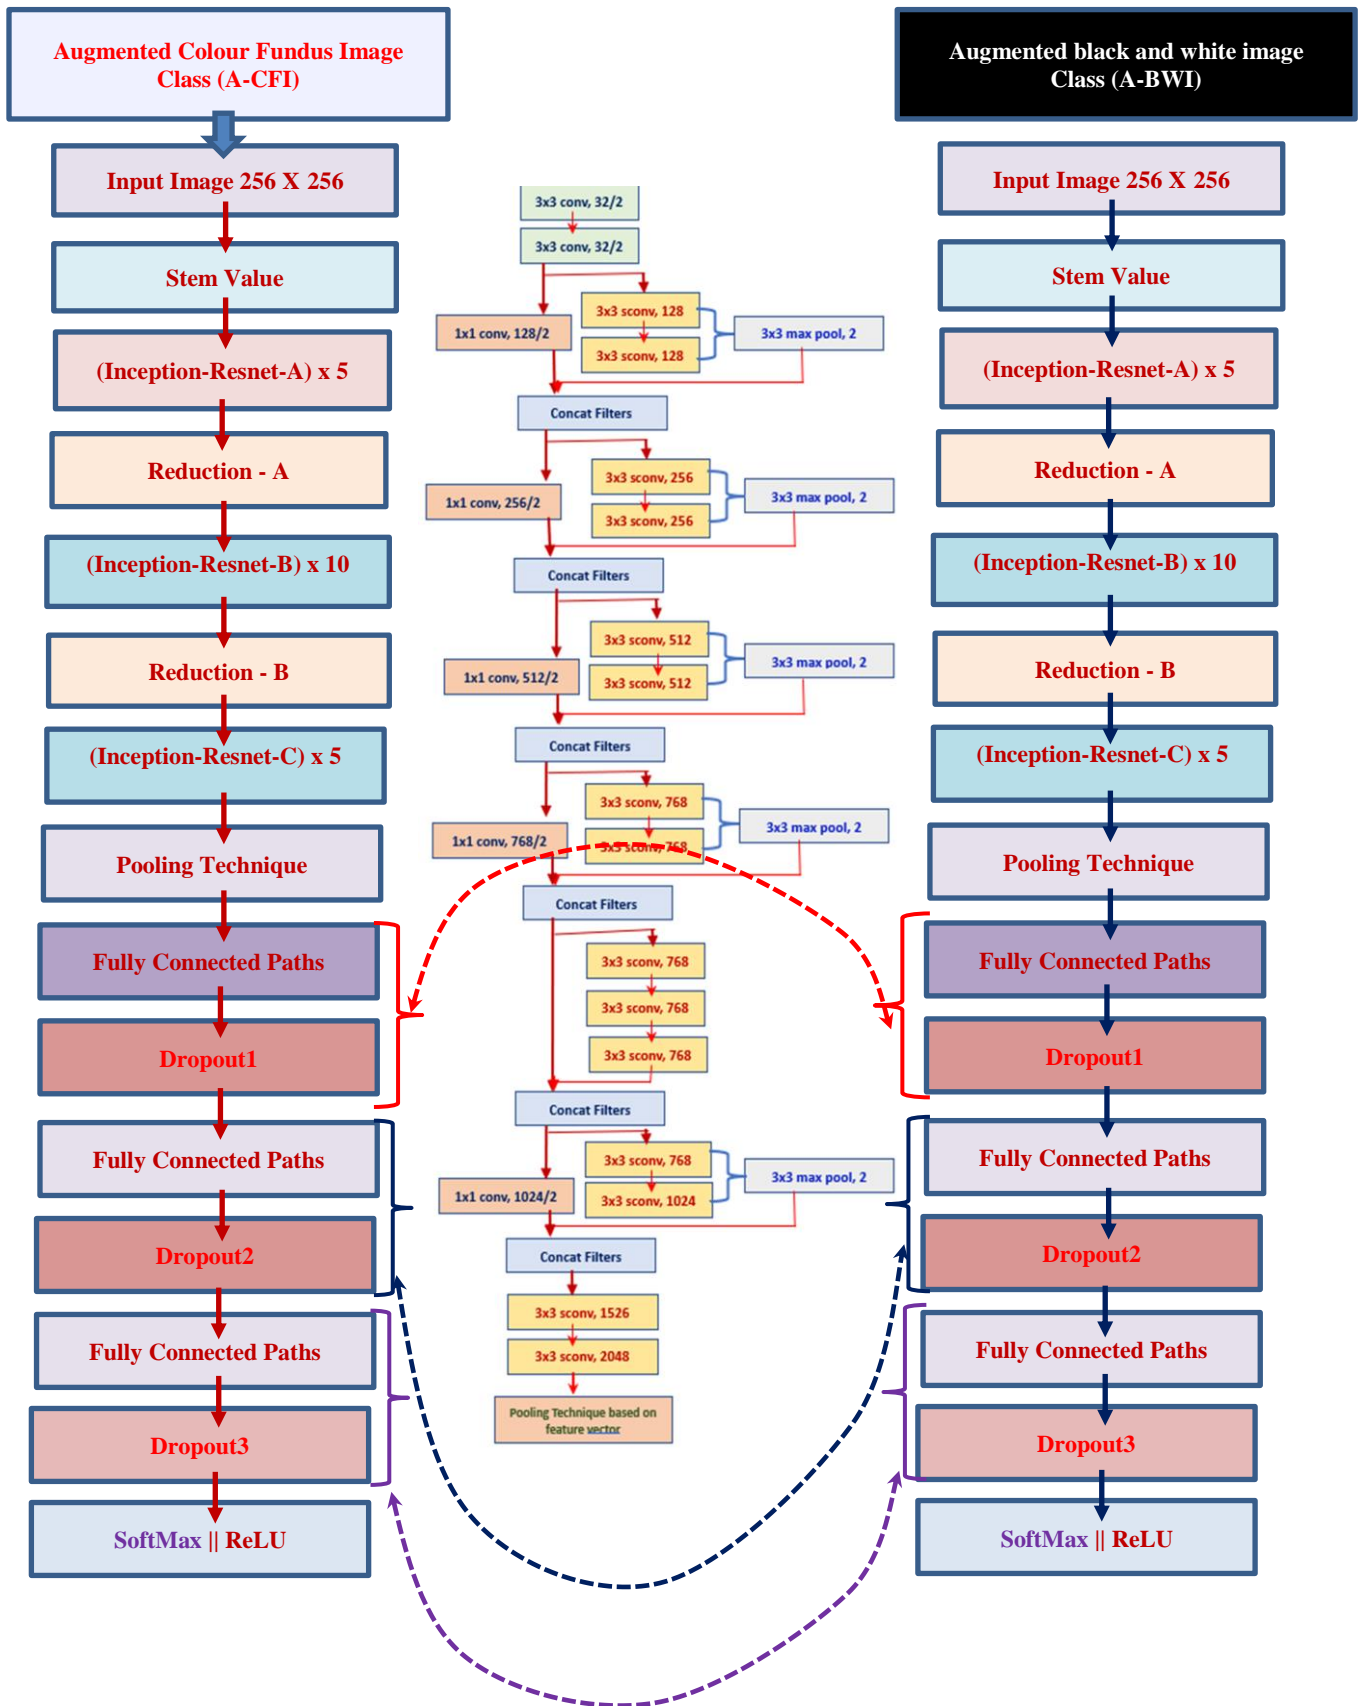 Augmented Colour Fundus Image
Class (A-CFI)
Input Image 256 X 256
Stem Value
(Inception-Resnet-A) x 5
Reduction - A
(Inception-Resnet-B) x 10
Reduction - B
(Inception-Resnet-C) x 5
Pooling Technique
Fully Connected Paths
Dropout1
Fully Connected Paths
Dropout2
Fully Connected Paths
Dropout3
SoftMax || ReLU
3x3 conv, 32/2
3x3 conv, 32/2
1x1 conv, 128/2
3x3 sconv, 128
3x3 sconv, 128
3x3 max pool, 2
Concat Filters
1x1 conv, 256/2
3x3 sconv, 256
3x3 sconv, 256
3x3 max pool, 2
Concat Filters
1x1 conv, 512/2
3x3 sconv, 512
3x3 sconv, 512
3x3 max pool, 2
Concat Filters
1x1 conv, 768/2
3x3 sconv, 768
3x3 sconv, 768
3x3 max pool, 2
Concat Filters
3x3 sconv, 768
3x3 sconv, 768
3x3 sconv, 768
Concat Filters
1x1 conv, 1024/2
3x3 sconv, 768
3x3 sconv, 1024
3x3 max pool, 2
Concat Filters
3x3 sconv, 1526
3x3 sconv, 2048
Pooling Technique based on
feature vector
Augmented black and white image
Class (A-BWI)
Input Image 256 X 256
Stem Value
(Inception-Resnet-A) x 5
Reduction - A
(Inception-Resnet-B) x 10
Reduction - B
(Inception-Resnet-C) x 5
Pooling Technique
Fully Connected Paths
Dropout1
Fully Connected Paths
Dropout2
Fully Connected Paths
Dropout3
SoftMax || ReLU